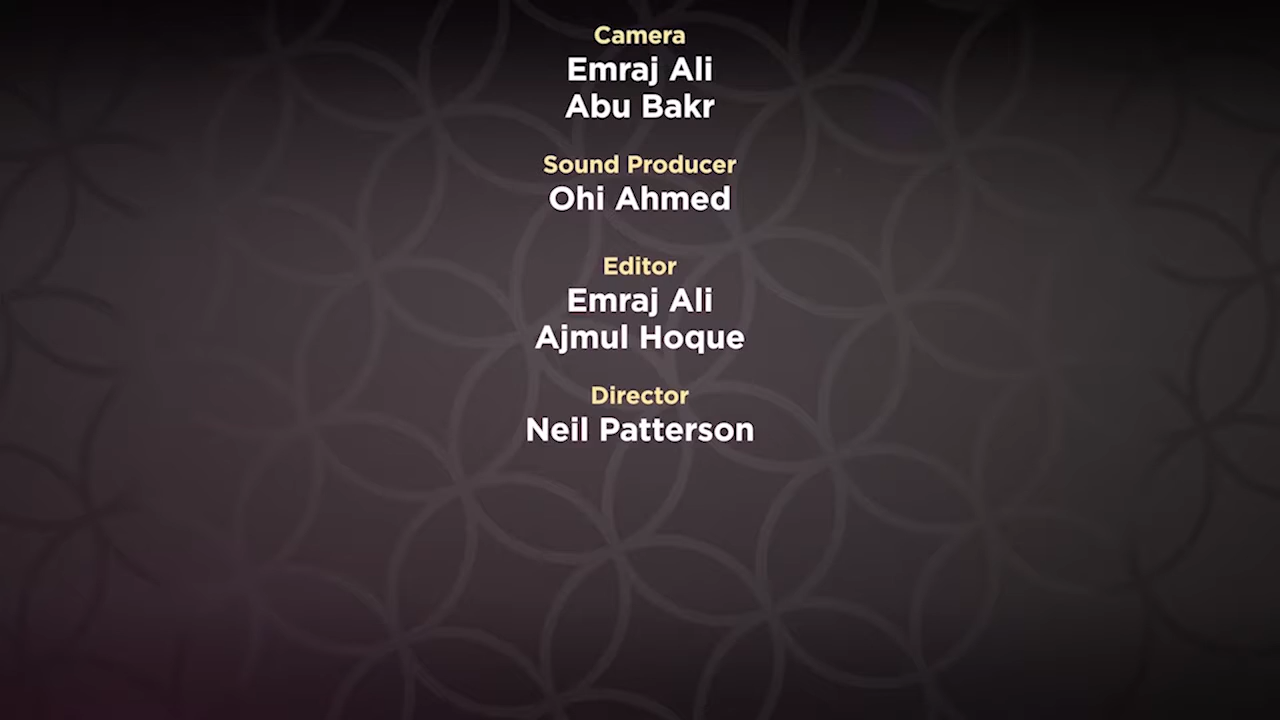 Camera
Emraj Ali
Abu Bakr
Sound Producer
Ohi Ahmed
Editor
Emraj Ali
Ajmul Hoque
Director
Neil Patterson